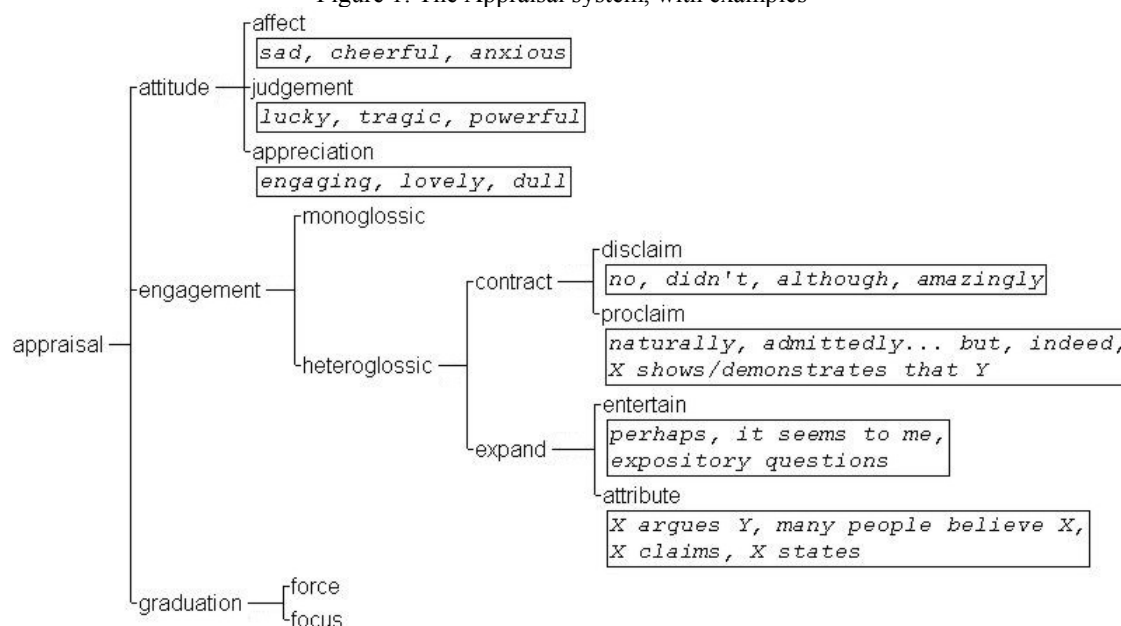 Figure 1: The Appraisal system, with examples
affect
sad, cheerful, anxious
attitude
judgement
lucky, tragic, powerful
appreciation
engaging, lovely, dull
monoglossic
disclaim
contract
no, didn't, although, amazingly
engagement
proclaim
appraisal
naturally, admittedly... but, indeed,
heteroglossic
X shows/demonstrates that Y
entertain
perhaps, it seems to me,
expand
expository questions
attribute
X argues Y, many people believe X,
X claims, X states
force
graduation
focus